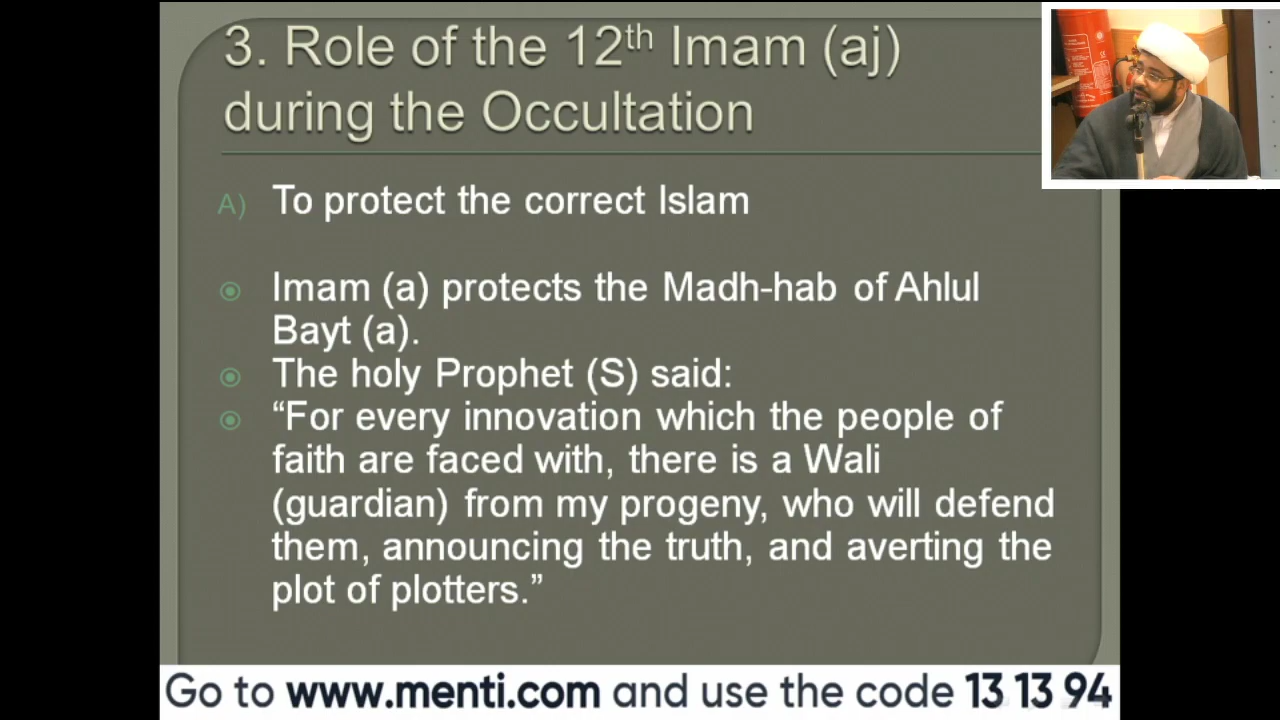 3. Role of the 12th Imam (aj)
during the Occultation
A) To protect the correct Islam
Imam (a) protects the Madh-hab of Ahlul
Bayt (a).
The holy Prophet (S) said:
“For every innovation which the people of
faith are faced with, there is a Wali
(guardian) from my progeny, who will defend
them, announcing the truth, and averting the
plot of plotters.”
Go to www.menti.com and use the code 13 13 94